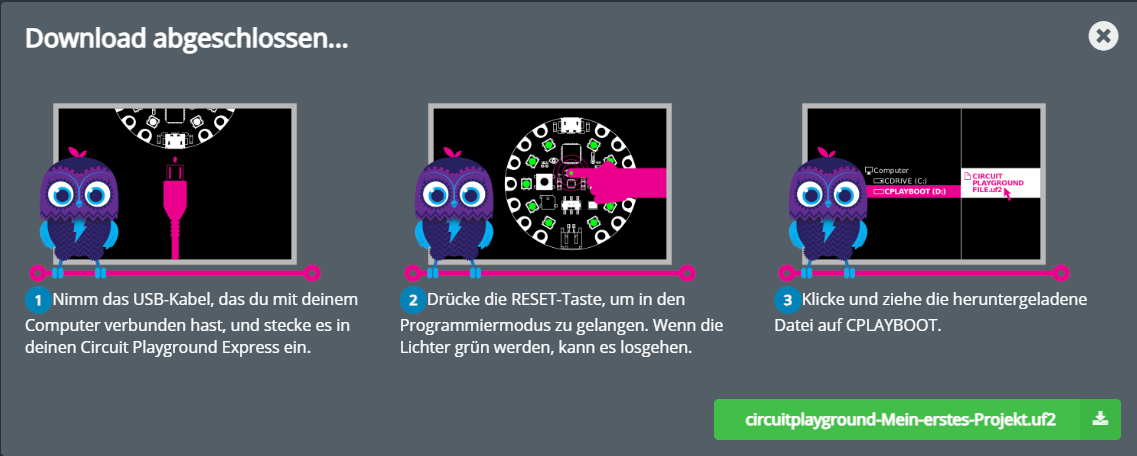 Download abgeschlossen...
Computer
CDRIVE (C:)
CPLAYBOOT (D:)
CIRCUIT
PLAYGROUND
FILE.uf2
1 Nimm das USB-Kabel, das du mit deinem
Computer verbunden hast, und stecke es in
deinen Circuit Playground Express ein.
2 Drücke die RESET-Taste, um in den
Programmiermodus zu gelangen. Wenn die
Lichter grün werden, kann es losgehen.
3 Klicke und ziehe die heruntergeladene
Datei auf CPLAYBOOT.
circuitplayground-Mein-erstes-Projekt.uf2